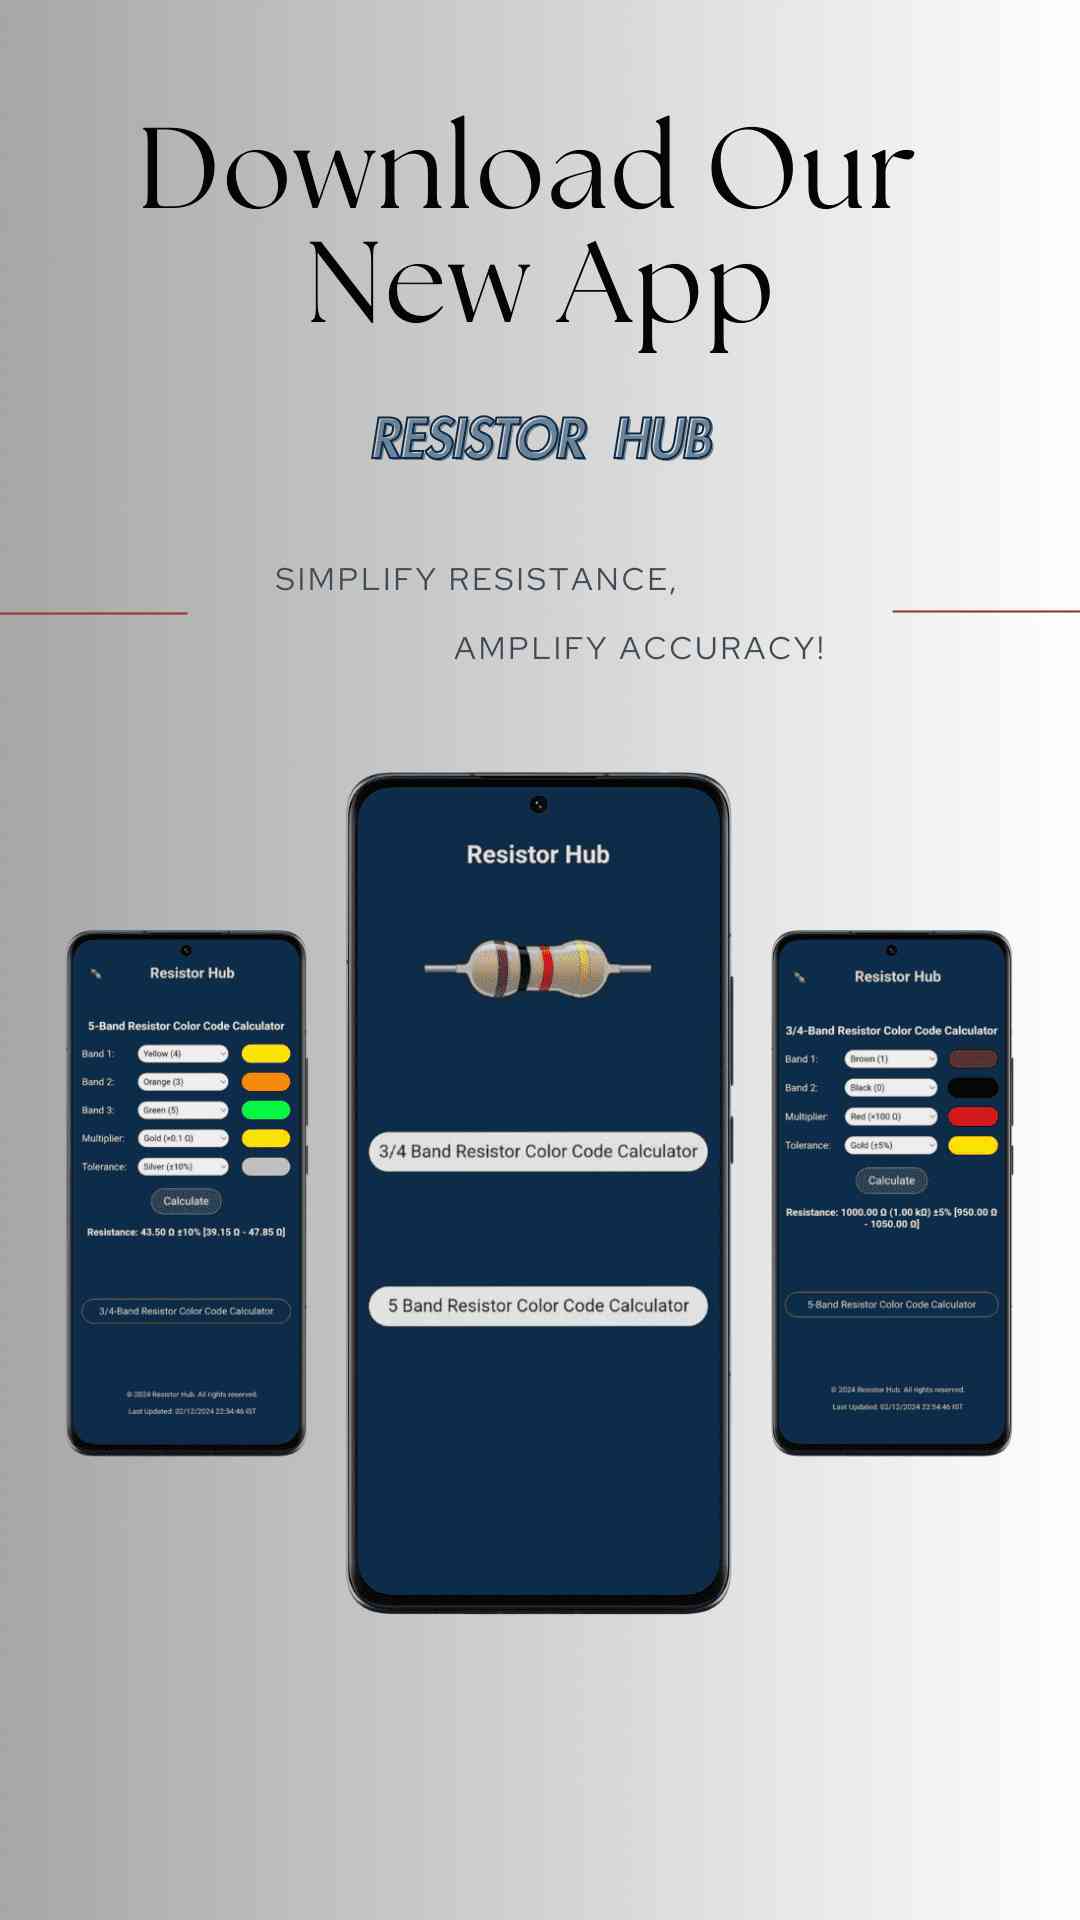 Download Our
New App
RESISTOR HUB
SIMPLIFY RESISTANCE,
AMPLIFY ACCURACY!
Resistor Hub
3/4 Band Resistor Color Code Calculator
5 Band Resistor Color Code Calculator
Resistor Hub
5-Band Resistor Color Code Calculator
Band 1: Yellow (4)
Band 2: Orange (3)
Band 3: Green (5)
Multiplier: Gold (×0.1 Ω)
Tolerance: Silver (±10%)
Calculate
Resistance: 43.50 Ω ±10% [39.15 Ω - 47.85 Ω]
3/4-Band Resistor Color Code Calculator
© 2024 Resistor Hub. All rights reserved.
Last Updated: 02/12/2024 22:54:46 IST
Resistor Hub
3/4-Band Resistor Color Code Calculator
Band 1: Brown (1)
Band 2: Black (0)
Multiplier: Red (×100 Ω)
Tolerance: Gold (±5%)
Calculate
Resistance: 1000.00 Ω (1.00 kΩ) ±5% [950.00 Ω
- 1050.00 Ω]
5-Band Resistor Color Code Calculator
© 2024 Resistor Hub. All rights reserved.
Last Updated: 02/12/2024 22:54:46 IST